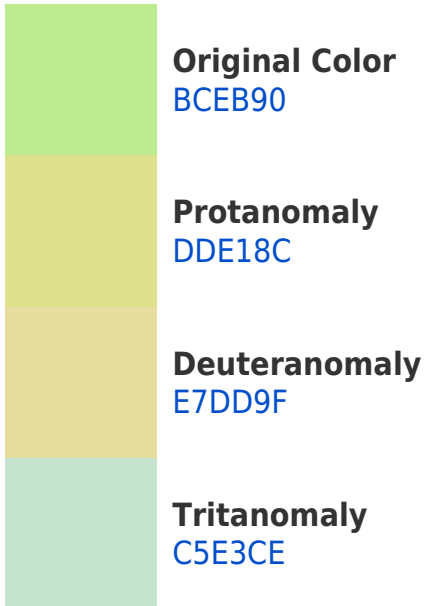 Original Color
BCEB90
Protanomaly
DDE18C
Deuteranomaly
E7DD9F
Tritanomaly
C5E3CE